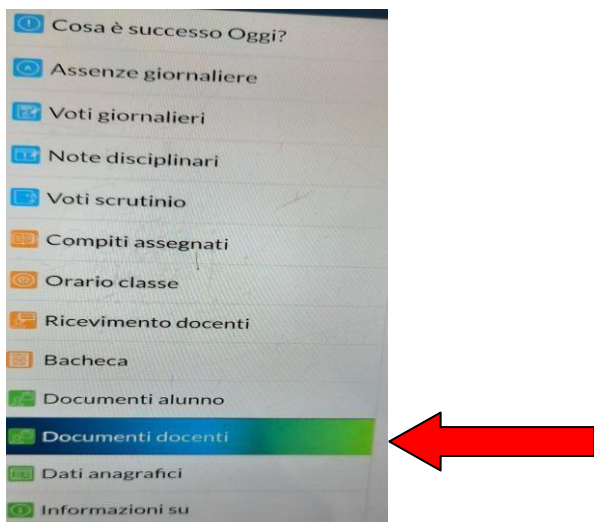 Cosa è successo Oggi?
Assenze giornaliere
Voti giornalieri
Note disciplinari
Voti scrutinio
Compiti assegnati
Orario classe
Ricevimento docenti
Bacheca
Documenti alunno
Documenti docenti
Dati anagrafici
Informazioni su